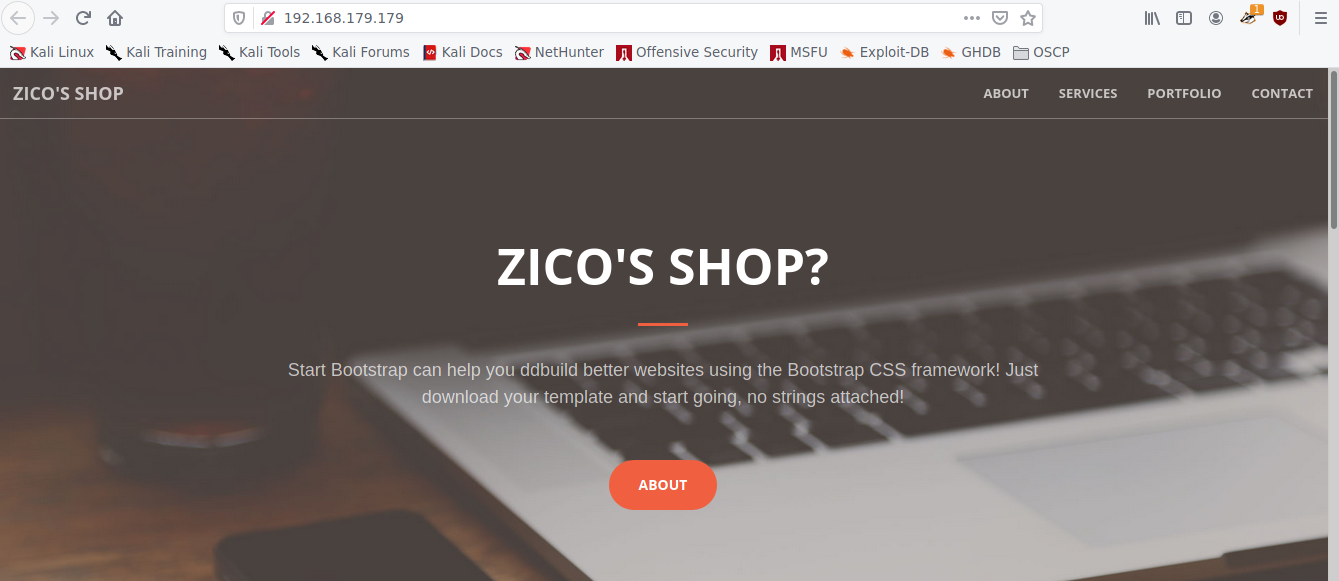 192.168.179.179
1
Kali Linux Kali Training Kali Tools Kali Forums Kali Docs NetHunter Offensive Security MSFU Exploit-DB GHDB OSCP
ZICO'S SHOP ABOUT SERVICES PORTFOLIO CONTACT
ZICO'S SHOP?
Start Bootstrap can help you ddbuild better websites using the Bootstrap CSS framework! Just
download your template and start going, no strings attached!
ABOUT